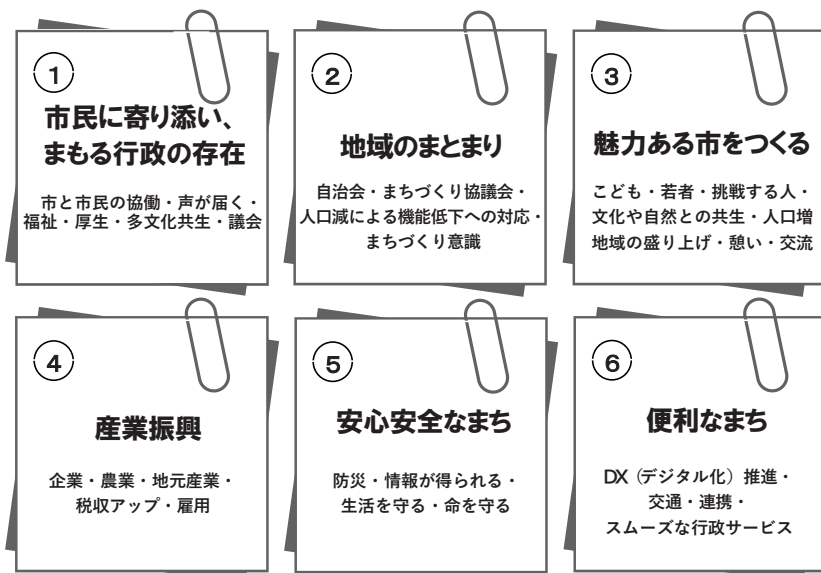 1
市民に寄り添い、
まもる行政の存在
市と市民の協働・声が届く・
福祉・厚生・多文化共生・議会
2
地域のまとまり
自治会・まちづくり協議会・
人口減による機能低下への対応・
まちづくり意識
3
魅力ある市をつくる
こども・若者・挑戦する人・
文化や自然との共生・人口増
地域の盛り上げ・憩い・交流
4
産業振興
企業・農業・地元産業・
税収アップ・雇用
5
安心安全なまち
防災・情報が得られる・
生活を守る・命を守る
6
便利なまち
DX（デジタル化）推進・
交通・連携・
スムーズな行政サービス